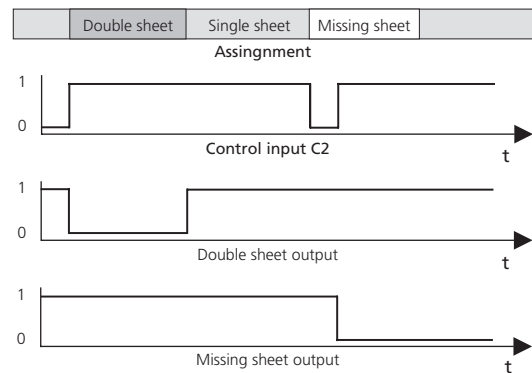 Double sheet Single sheet Missing sheet
Assingnment
1
0
Control input C2
t
1
0
Double sheet output
t
1
0
Missing sheet output
t